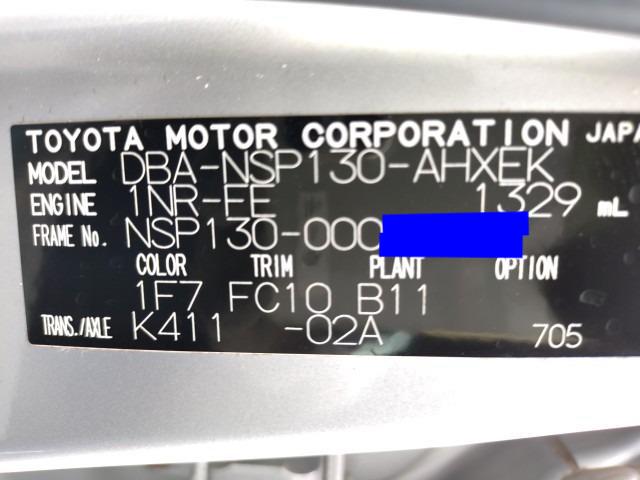 TOYOTA MOTOR CORPORATION JAPA
MODEL DBA-NSP130-AHXEK
ENGINE 1NR-FE 1329 mL
FRAME No. NSP130-000
COLOR TRIM PLANT OPTION
1F7 FC10 B11
TRANS./AXLE K411 -02A 705